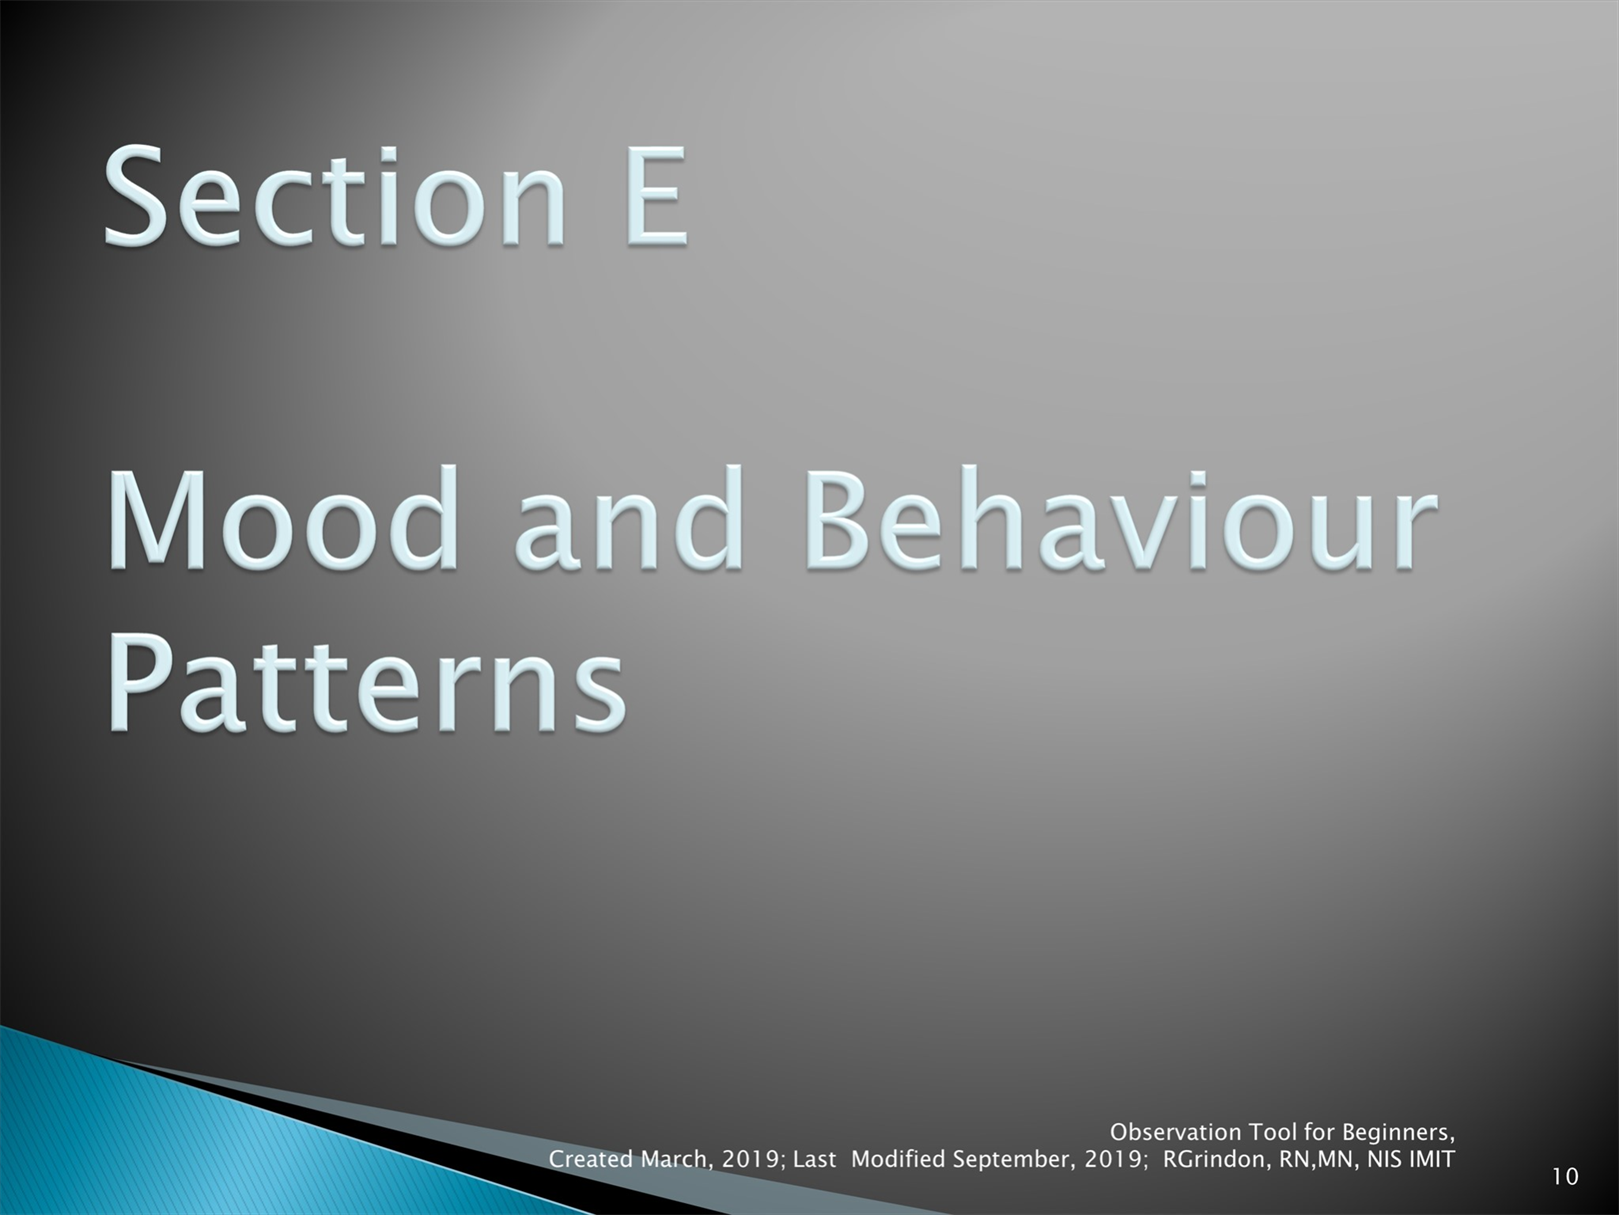 Section E
Mood and Behaviour
Patterns
Observation Tool for Beginners,
Created March, 2019; Last  Modified September, 2019;  RGrindon, RN,MN, NIS IMIT
10